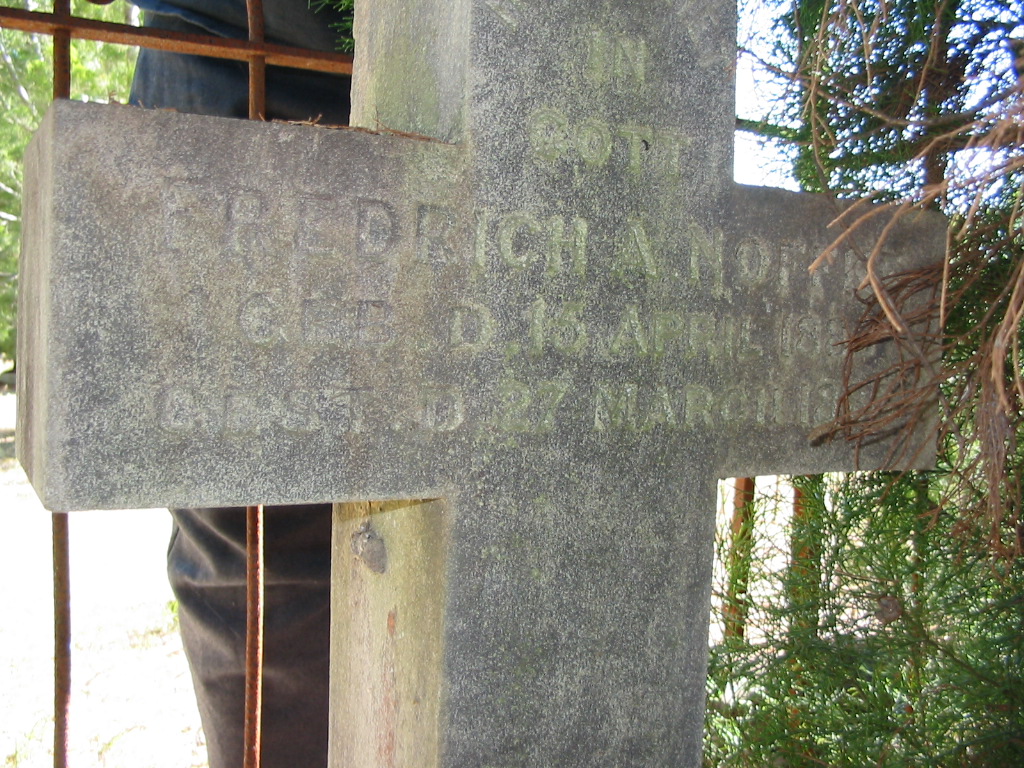 IN
GOTT
FREDRICH A.
GEB. D. 16 APRIL
GEST. D. 27 MARCH